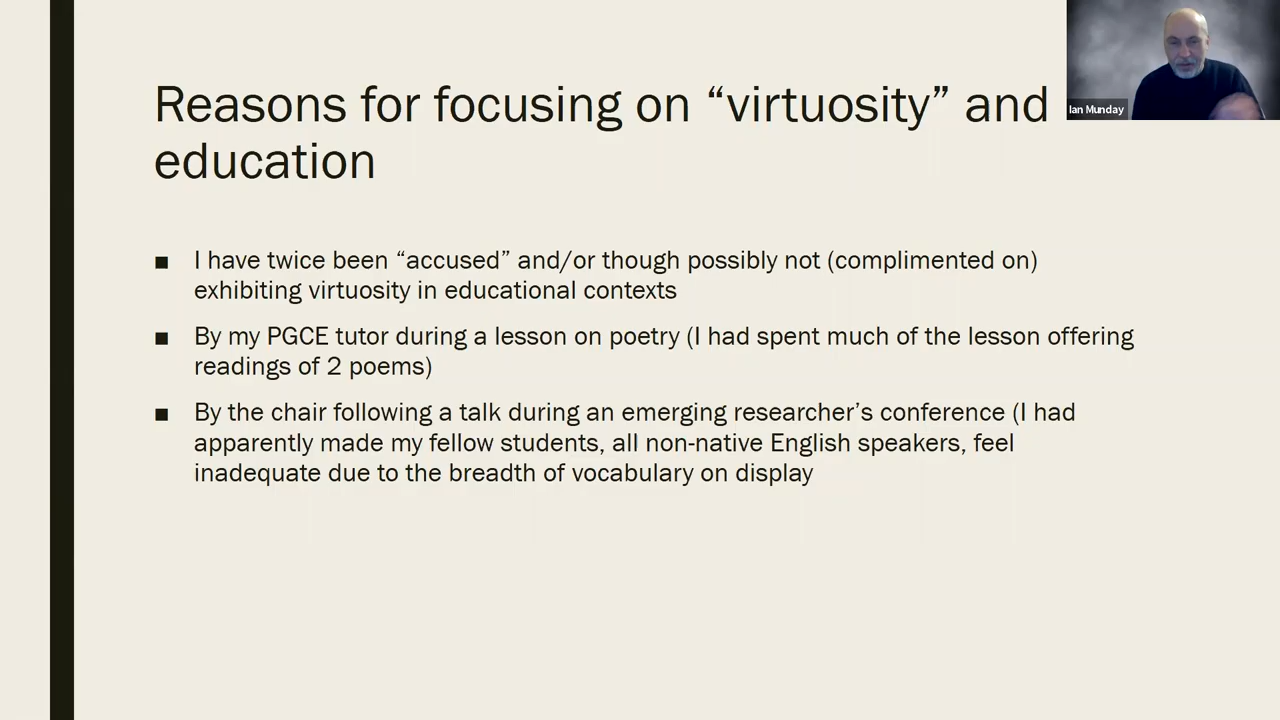 Reasons for focusing on “virtuosity” and
education
Ian Munday
■ I have twice been “accused” and/or though possibly not (complimented on)
exhibiting virtuosity in educational contexts
■ By my PGCE tutor during a lesson on poetry (I had spent much of the lesson offering
readings of 2 poems)
■ By the chair following a talk during an emerging researcher’s conference (I had
apparently made my fellow students, all non-native English speakers, feel
inadequate due to the breadth of vocabulary on display